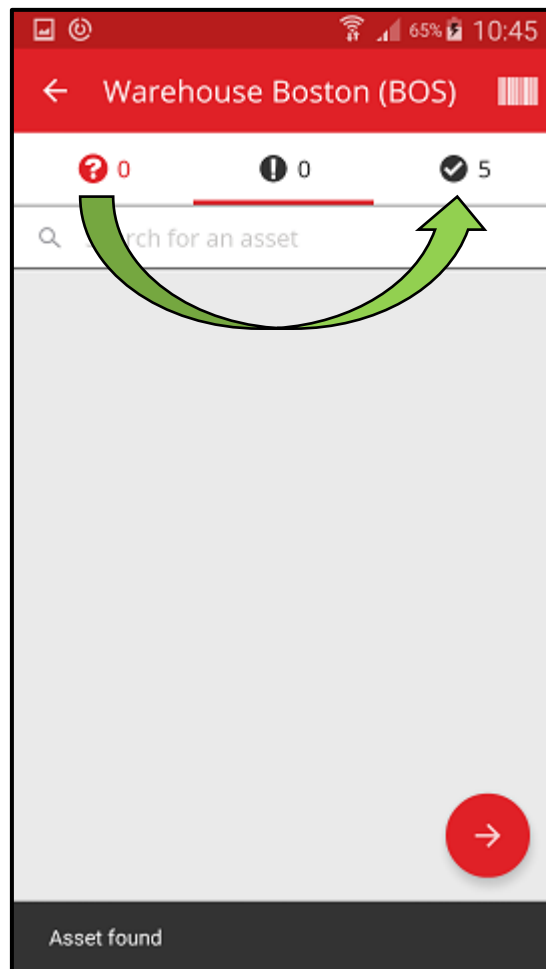 65% 10:45
Warehouse Boston (BOS)
0 0 5
rch for an asset
Asset found